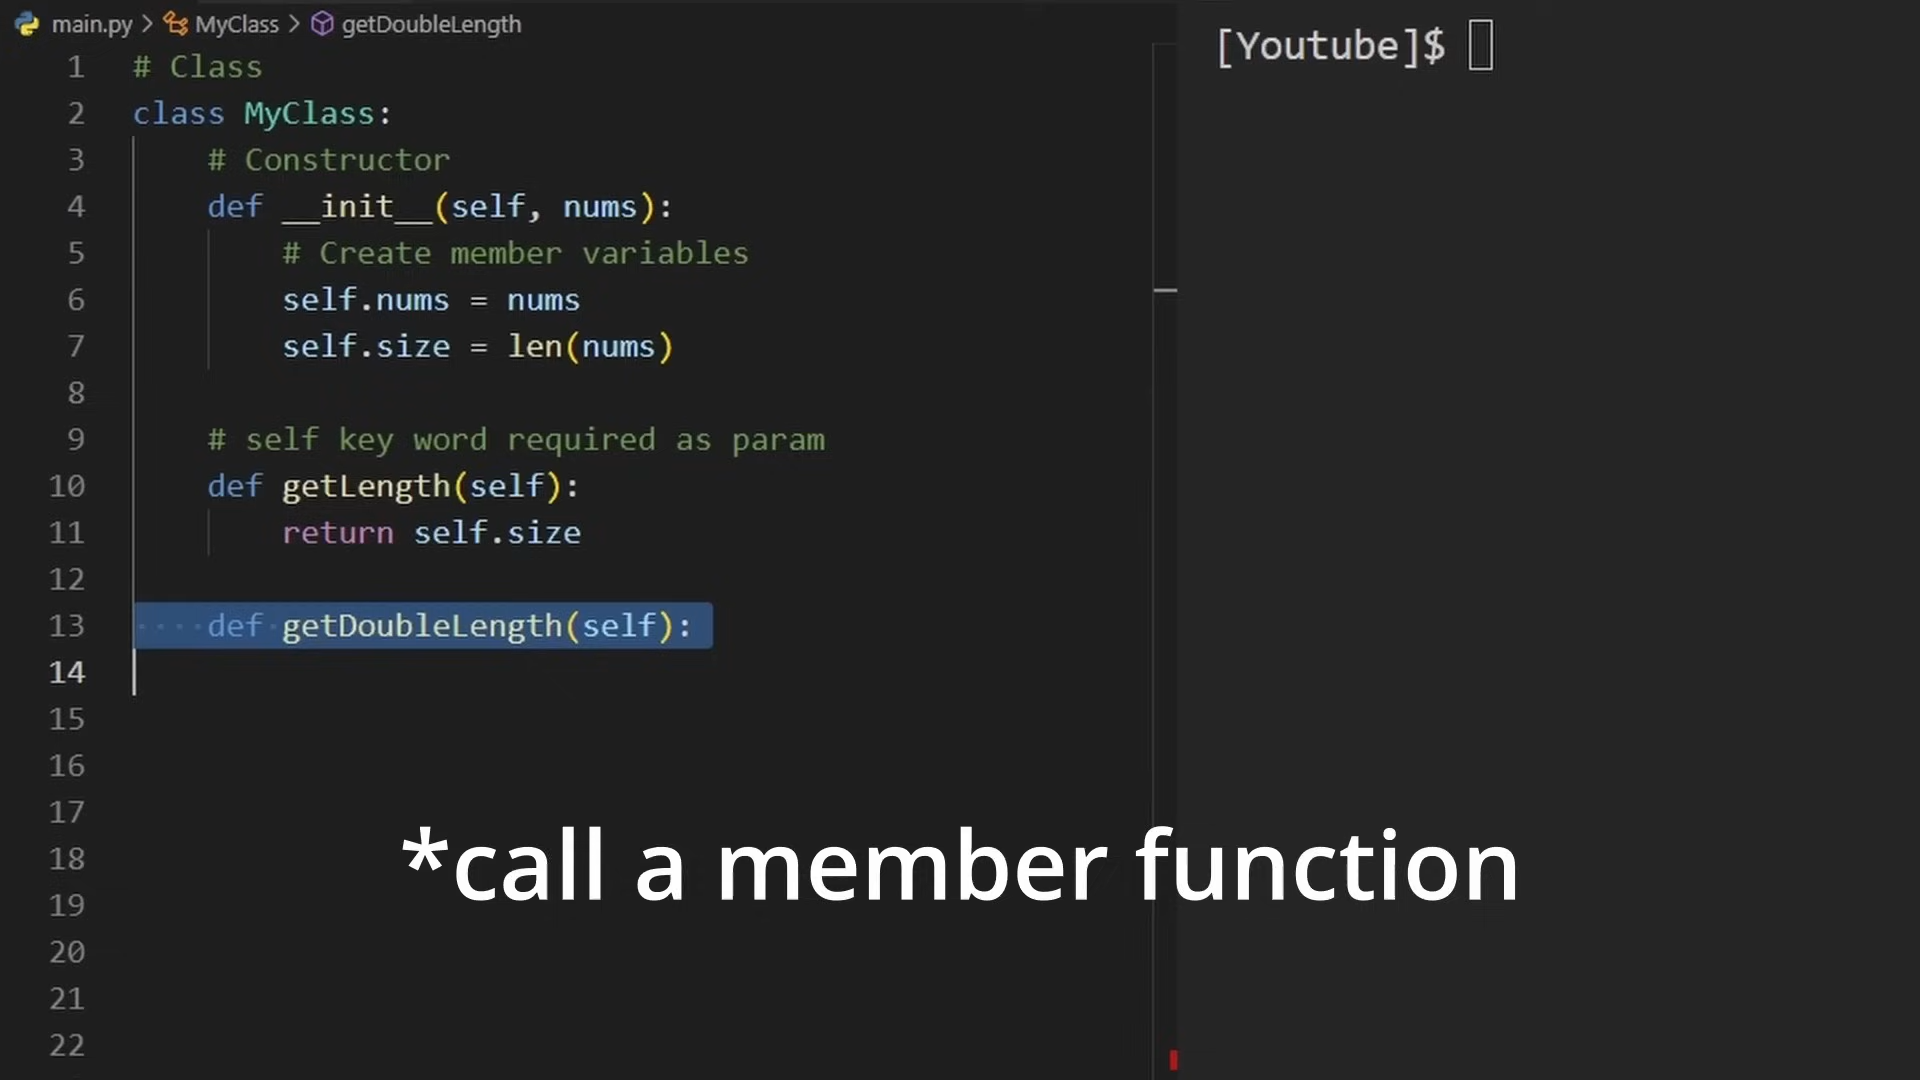 main.py > MyClass > getDoubleLength
1 # Class
2 class MyClass:
3 # Constructor
4 def __init__(self, nums):
5 # Create member variables
6 self.nums = nums
7 self.size = len(nums)
8
9 # self key word required as param
10 def getLength(self):
11 return self.size
12
13 def getDoubleLength(self):
14
15
16
17
18
19
20
21
22
*call a member function
[Youtube]$